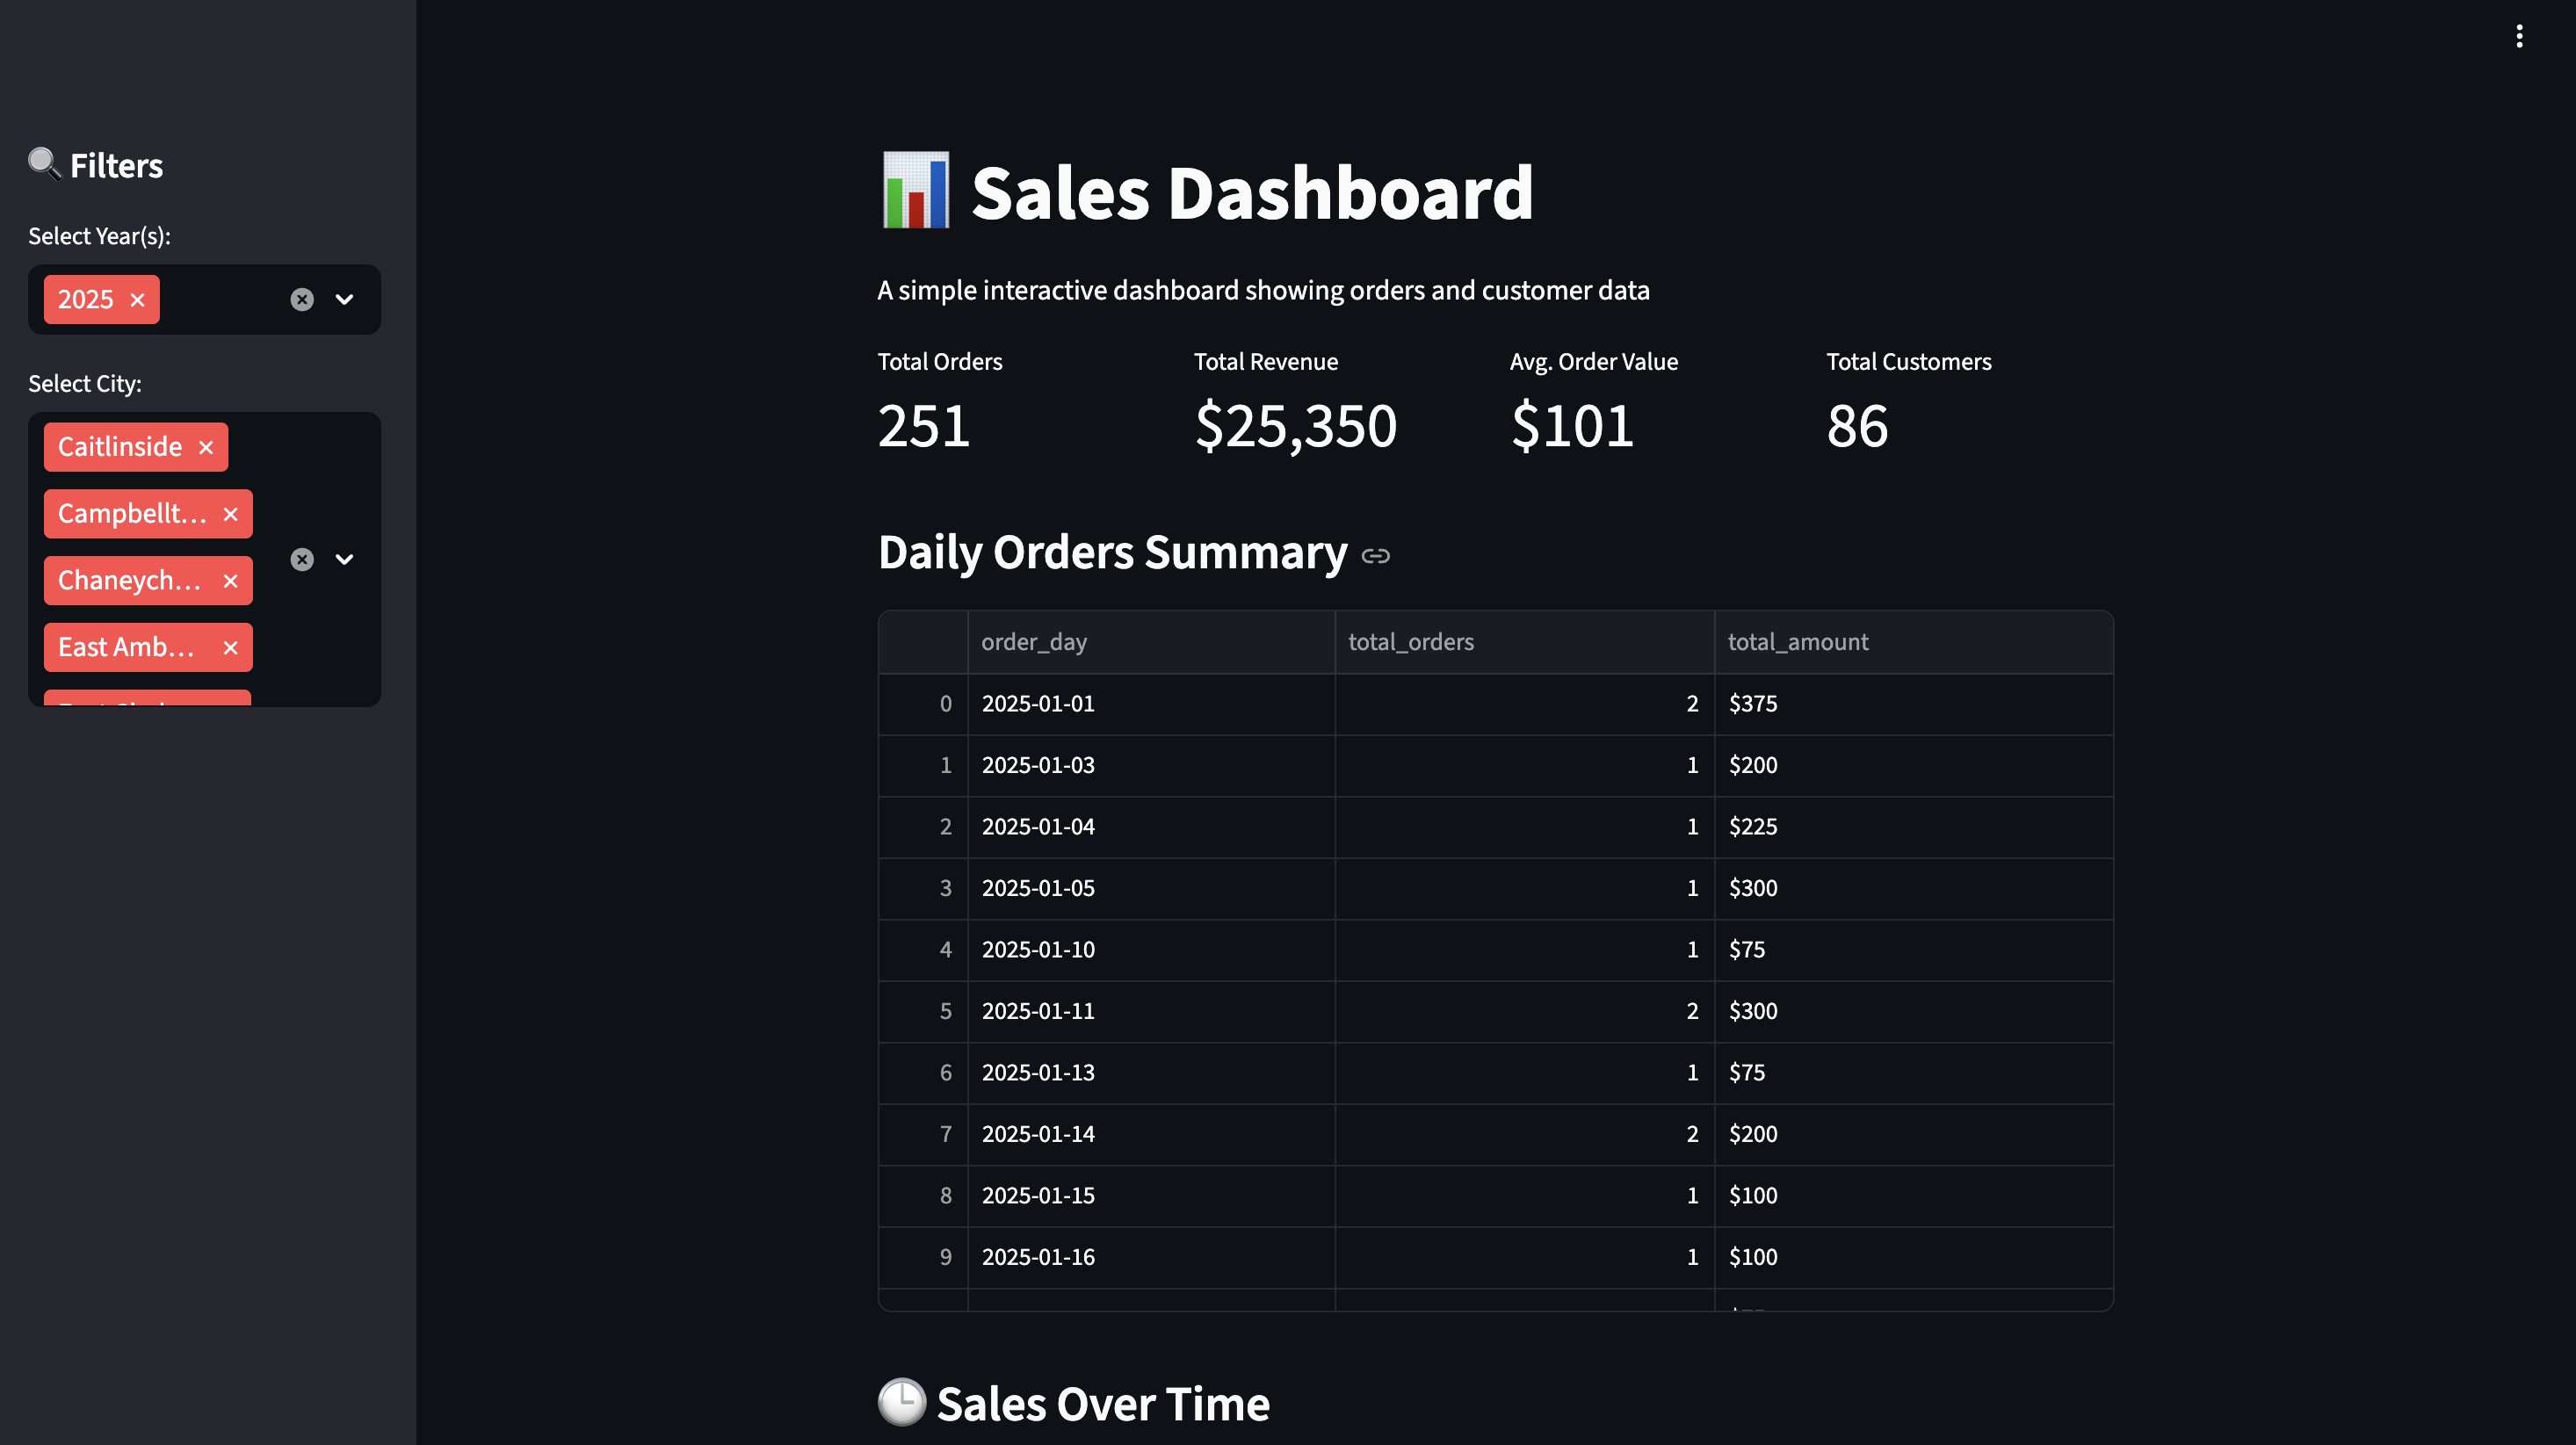 Filters
Select Year(s):
2025
Select City:
Caitlinside
Campbellt...
Chaneych...
East Amb...
Sales Dashboard
A simple interactive dashboard showing orders and customer data
Total Orders Total Revenue Avg. Order Value Total Customers
251 $25,350 $101 86
Daily Orders Summary
order_day total_orders total_amount
0 2025-01-01 2 $375
1 2025-01-03 1 $200
2 2025-01-04 1 $225
3 2025-01-05 1 $300
4 2025-01-10 1 $75
5 2025-01-11 2 $300
6 2025-01-13 1 $75
7 2025-01-14 2 $200
8 2025-01-15 1 $100
9 2025-01-16 1 $100
Sales Over Time